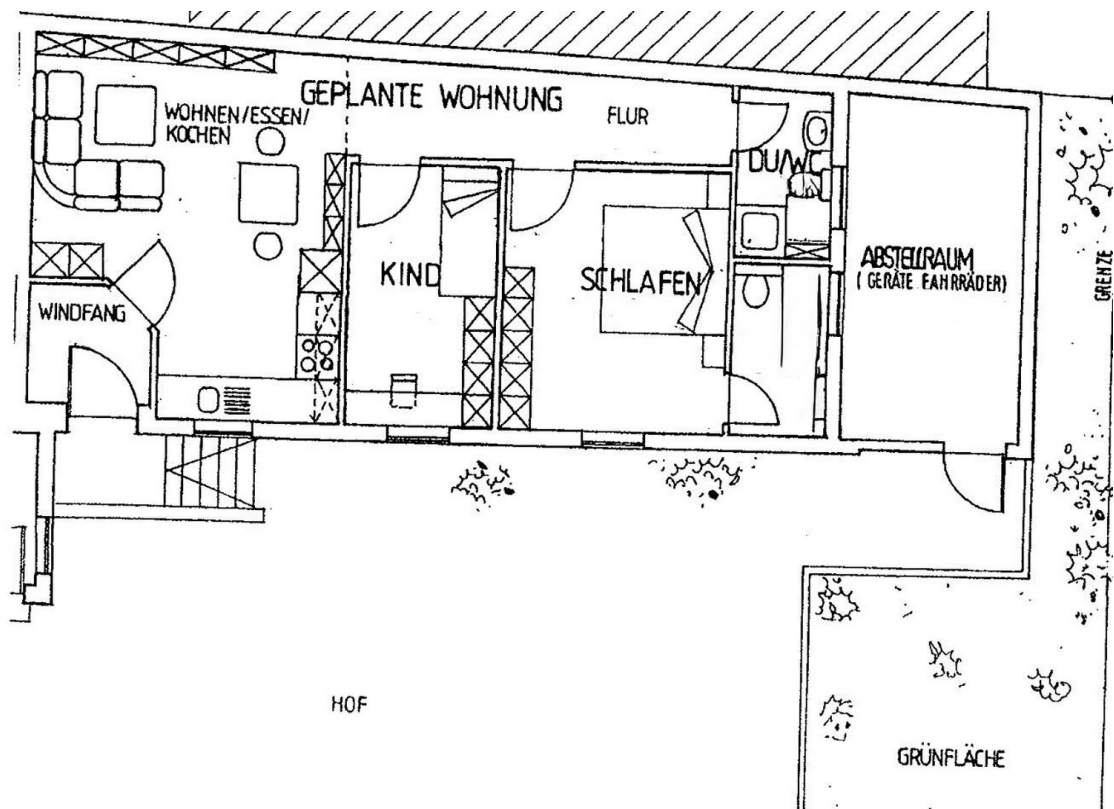 GEPLANTE WOHNUNG
WOHNEN/ESSEN/
KOCHEN
FLUR
DU/WC
KIND
SCHLAFEN
ABSTELLRAUM
( GERÄTE FAHRRÄDER)
GRENZE
WINDFANG
HOF
GRÜNFLÄCHE